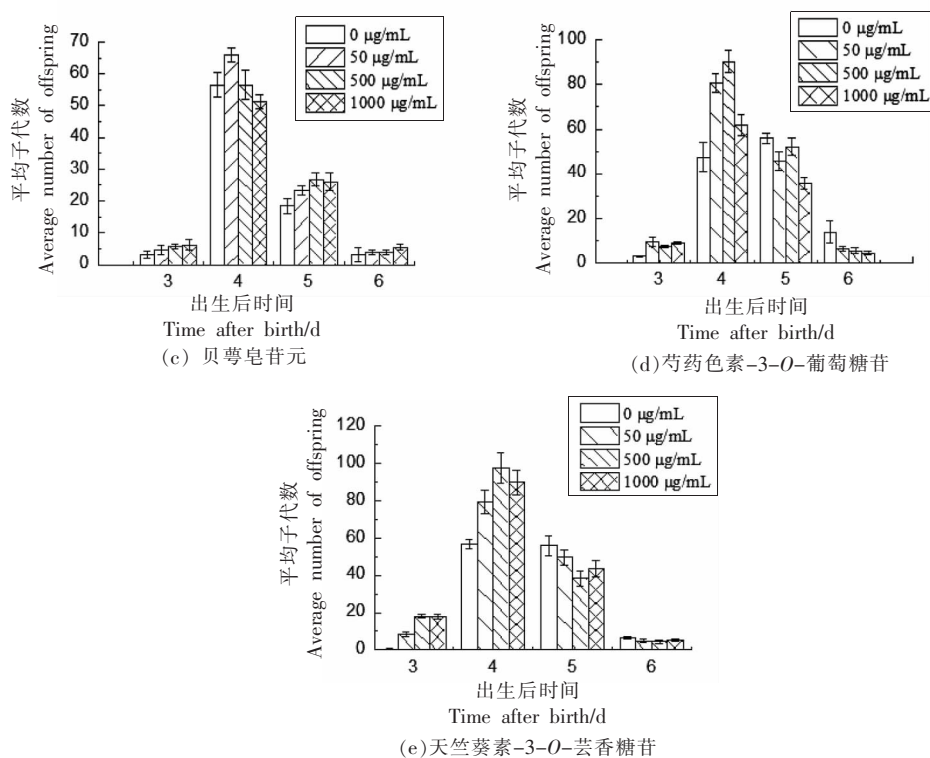 平均子代数
Average number of offspring
70
60
50
40
30
20
10
0
0 μg/mL
50 μg/mL
500 μg/mL
1000 μg/mL
3 4 5 6
出生后时间
Time after birth/d
(c) 贝萼皂苷元
平均子代数
Average number of offspring
100
80
60
40
20
0
0 μg/mL
50 μg/mL
500 μg/mL
1000 μg/mL
3 4 5 6
出生后时间
Time after birth/d
(d)芍药色素-3-O-葡萄糖苷
平均子代数
Average number of offspring
120
100
80
60
40
20
0
0 μg/mL
50 μg/mL
500 μg/mL
1000 μg/mL
3 4 5 6
出生后时间
Time after birth/d
(e)天竺葵素-3-O-芸香糖苷